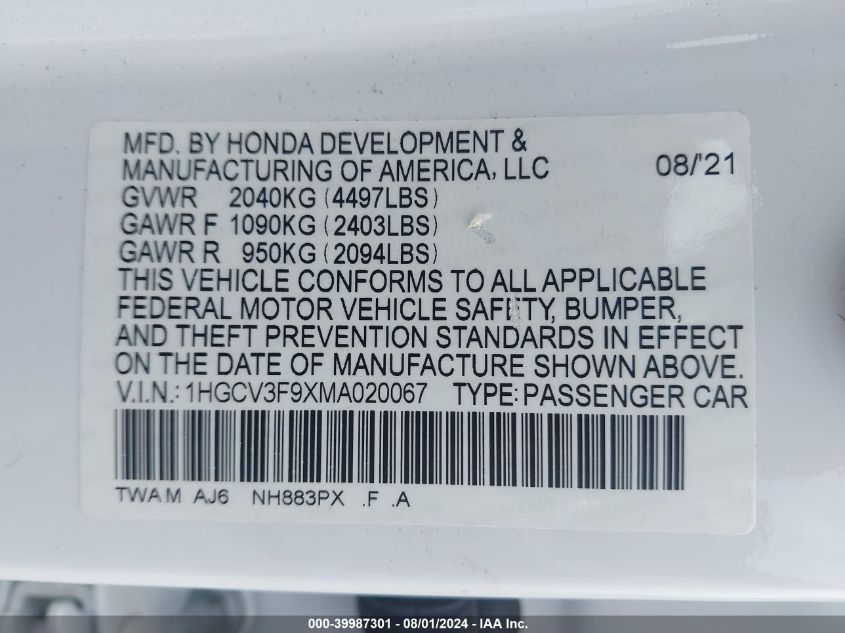 MFD. BY HONDA DEVELOPMENT &
MANUFACTURING OF AMERICA, LLC 08/'21
GVWR 2040KG (4497LBS)
GAWR F 1090KG (2403LBS)
GAWR R 950KG (2094LBS)
THIS VEHICLE CONFORMS TO ALL APPLICABLE
FEDERAL MOTOR VEHICLE SAFETY, BUMPER,
AND THEFT PREVENTION STANDARDS IN EFFECT
ON THE DATE OF MANUFACTURE SHOWN ABOVE.
V.I.N.: 1HGCV3F9XMA020067 TYPE: PASSENGER CAR
TWAM AJ6 NH883PX .F .A
000-39987301 - 08/01/2024 - IAA Inc.